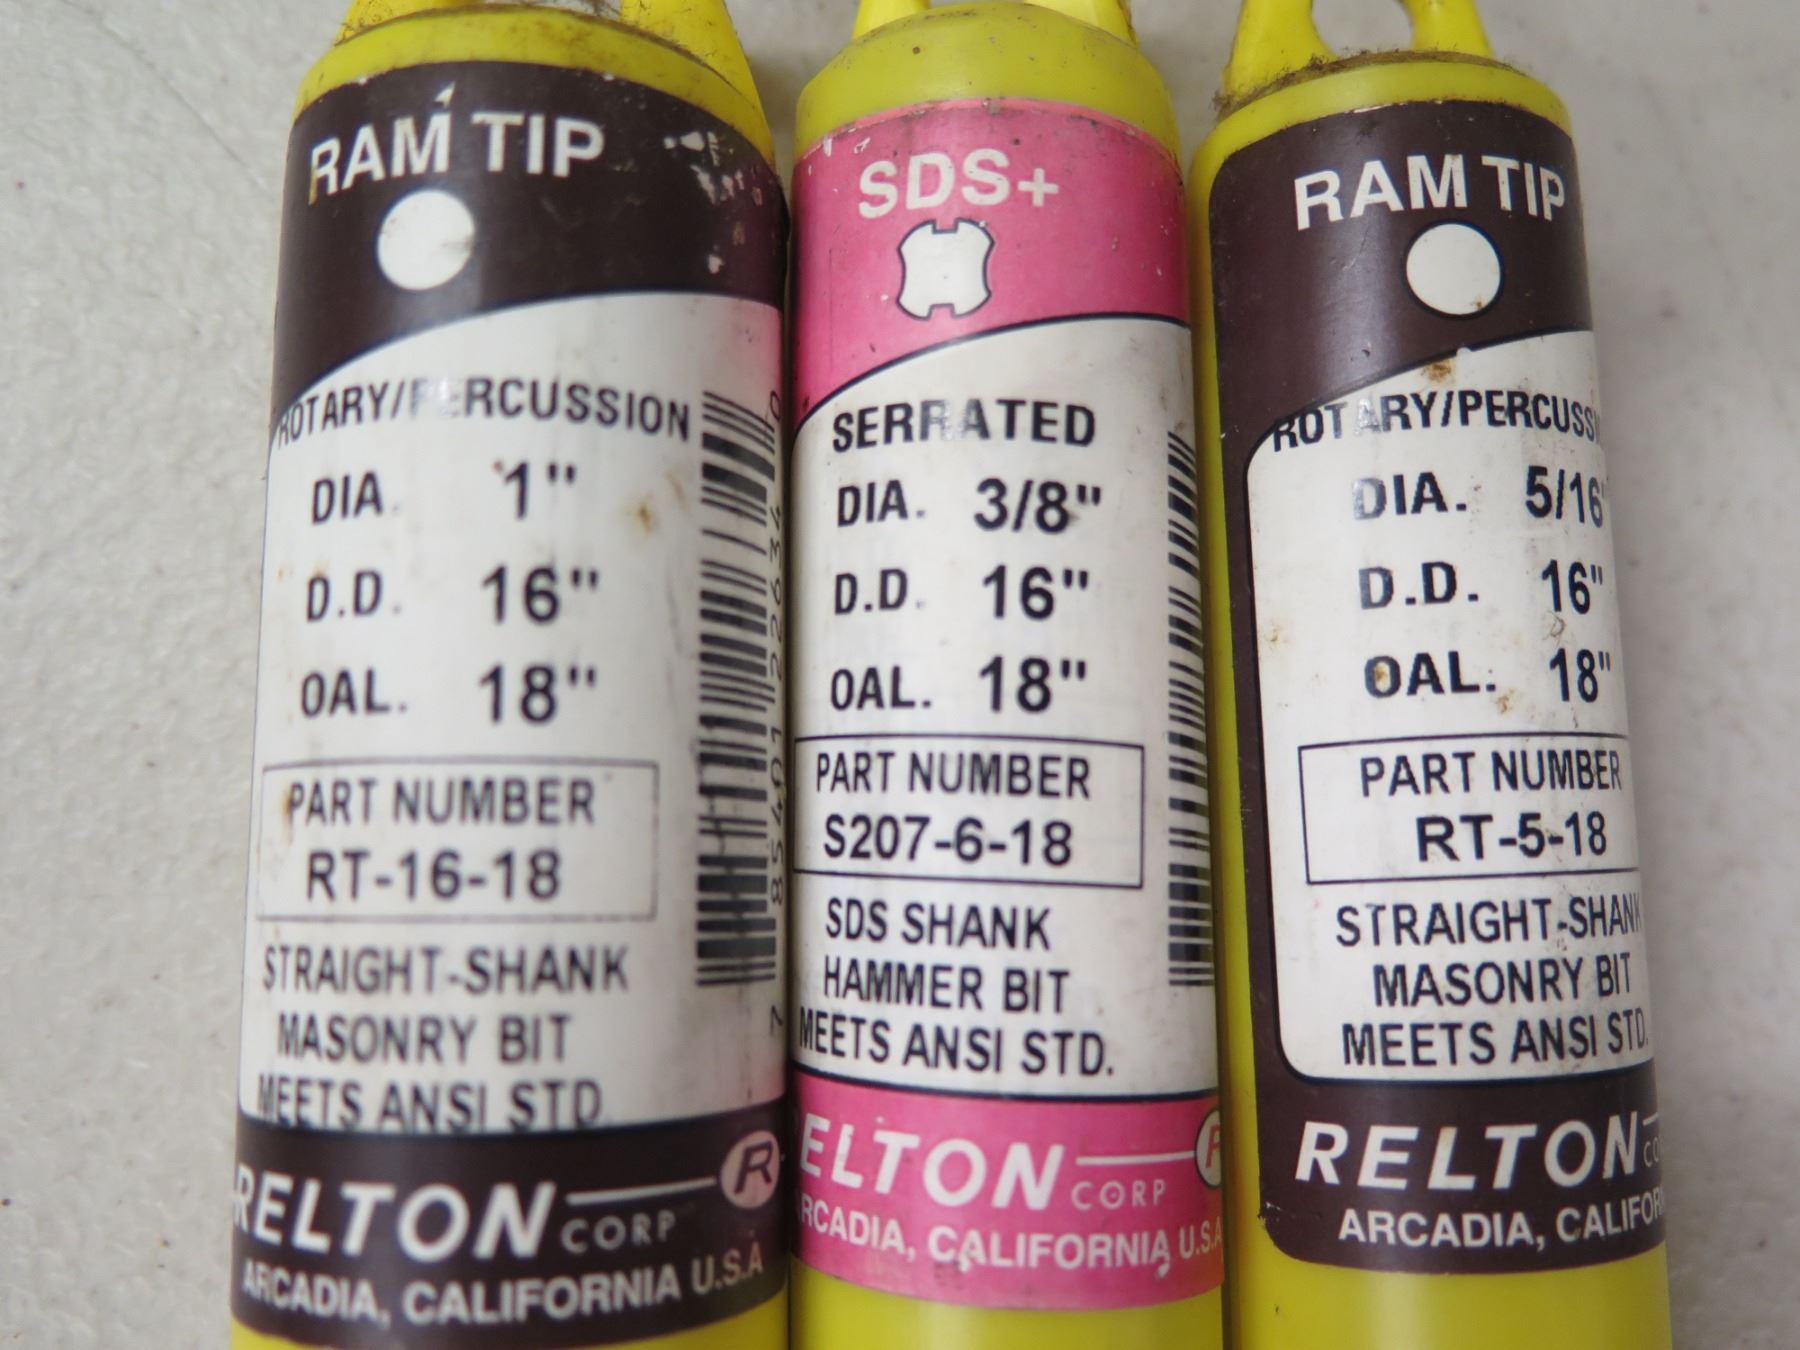 RAM TIP
ROTARY/PERCUSSION
DIA. 1"
D.D. 16"
OAL. 18"
PART NUMBER
RT-16-18
STRAIGHT-SHANK
MASONRY BIT
MEETS ANSI STD.
RELTON CORP ®
ARCADIA, CALIFORNIA U.S.A
SDS+
SERRATED
DIA. 3/8"
D.D. 16"
OAL. 18"
PART NUMBER
S207-6-18
SDS SHANK
HAMMER BIT
MEETS ANSI STD.
ELTON CORP
RCADIA, CALIFORNIA U.S.A
RAM TIP
ROTARY/PERCUSSI
DIA. 5/16"
D.D. 16"
OAL. 18"
PART NUMBER
RT-5-18
STRAIGHT-SHANK
MASONRY BIT
MEETS ANSI STD.
RELTON CO
ARCADIA, CALIFOR